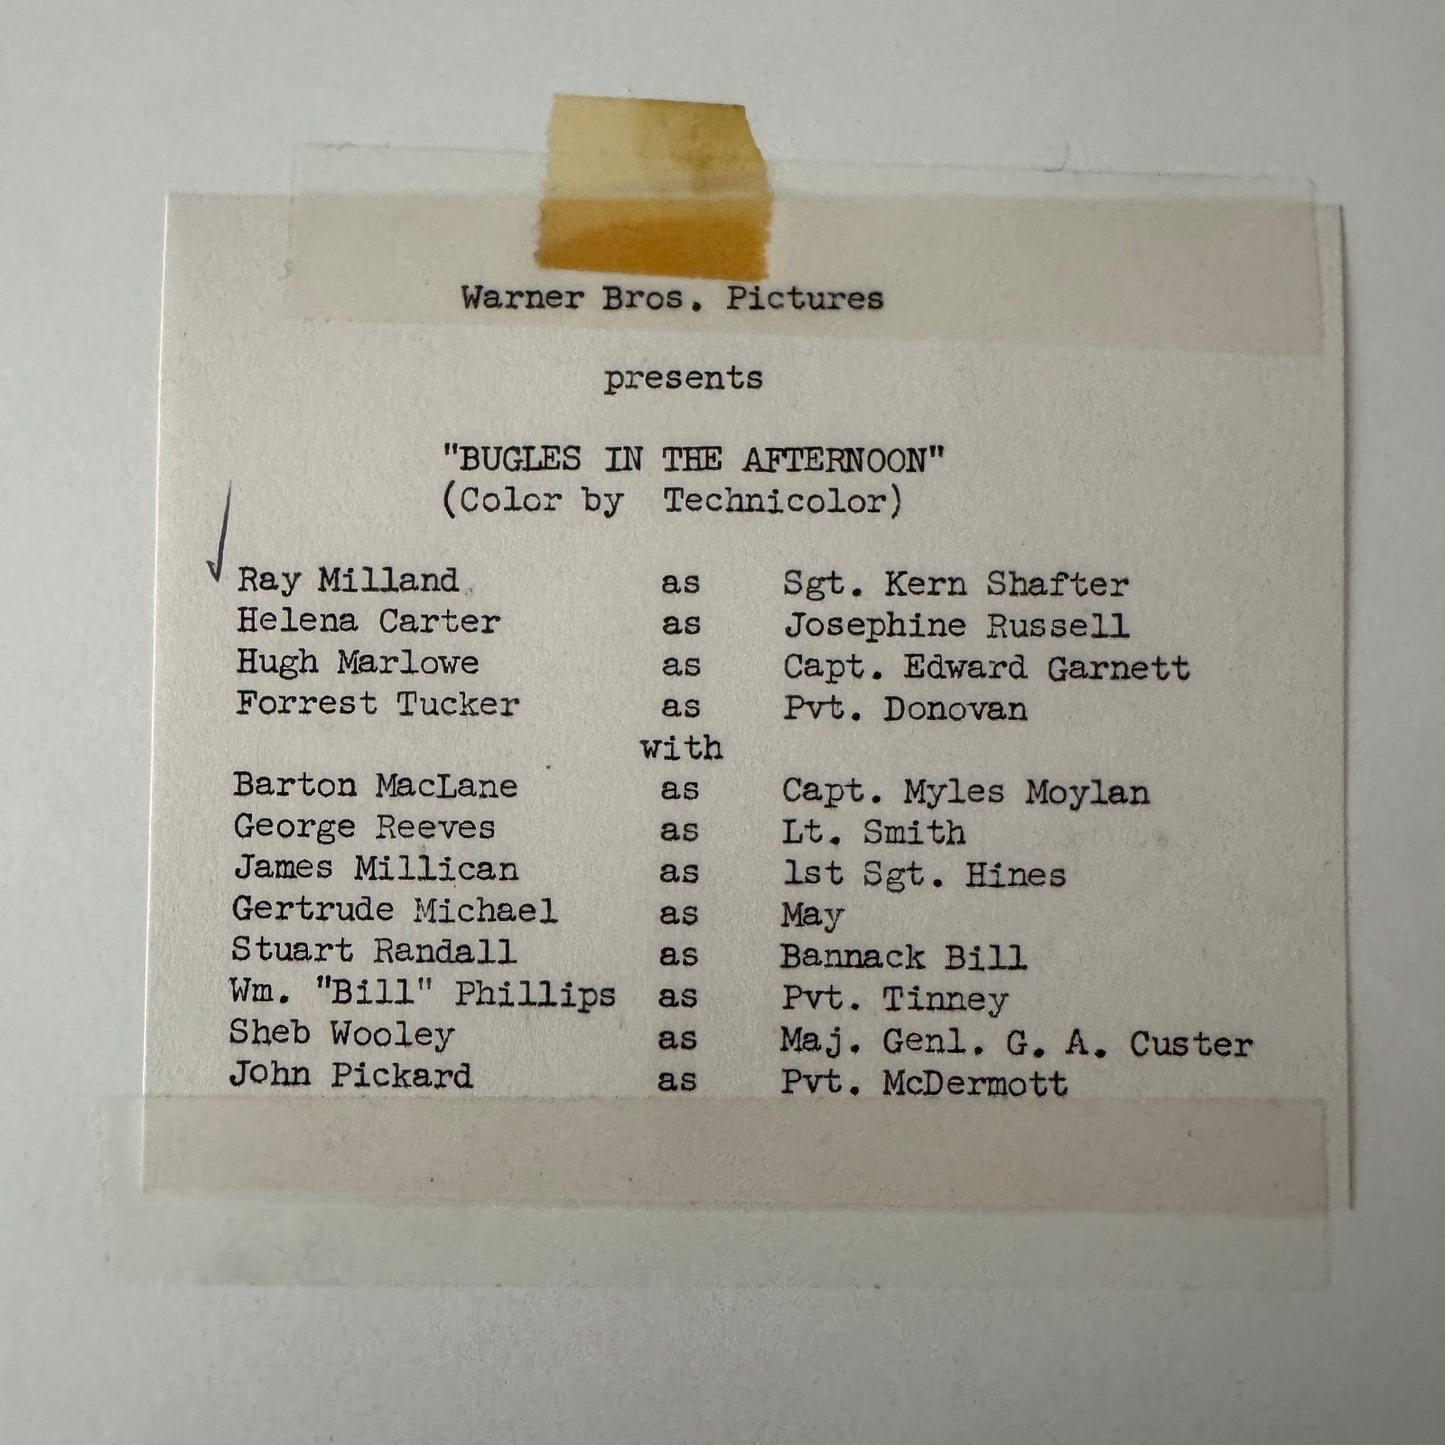 Warner Bros. Pictures
presents
"BUGLES IN THE AFTERNOON"
(Color by Technicolor)
Ray Milland as Sgt. Kern Shafter
Helena Carter as Josephine Russell
Hugh Marlowe as Capt. Edward Garnett
Forrest Tucker as Pvt. Donovan
with
Barton MacLane as Capt. Myles Moylan
George Reeves as Lt. Smith
James Millican as 1st Sgt. Hines
Gertrude Michael as May
Stuart Randall as Bannack Bill
Wm. "Bill" Phillips as Pvt. Tinney
Sheb Wooley as Maj. Genl. G. A. Custer
John Pickard as Pvt. McDermott